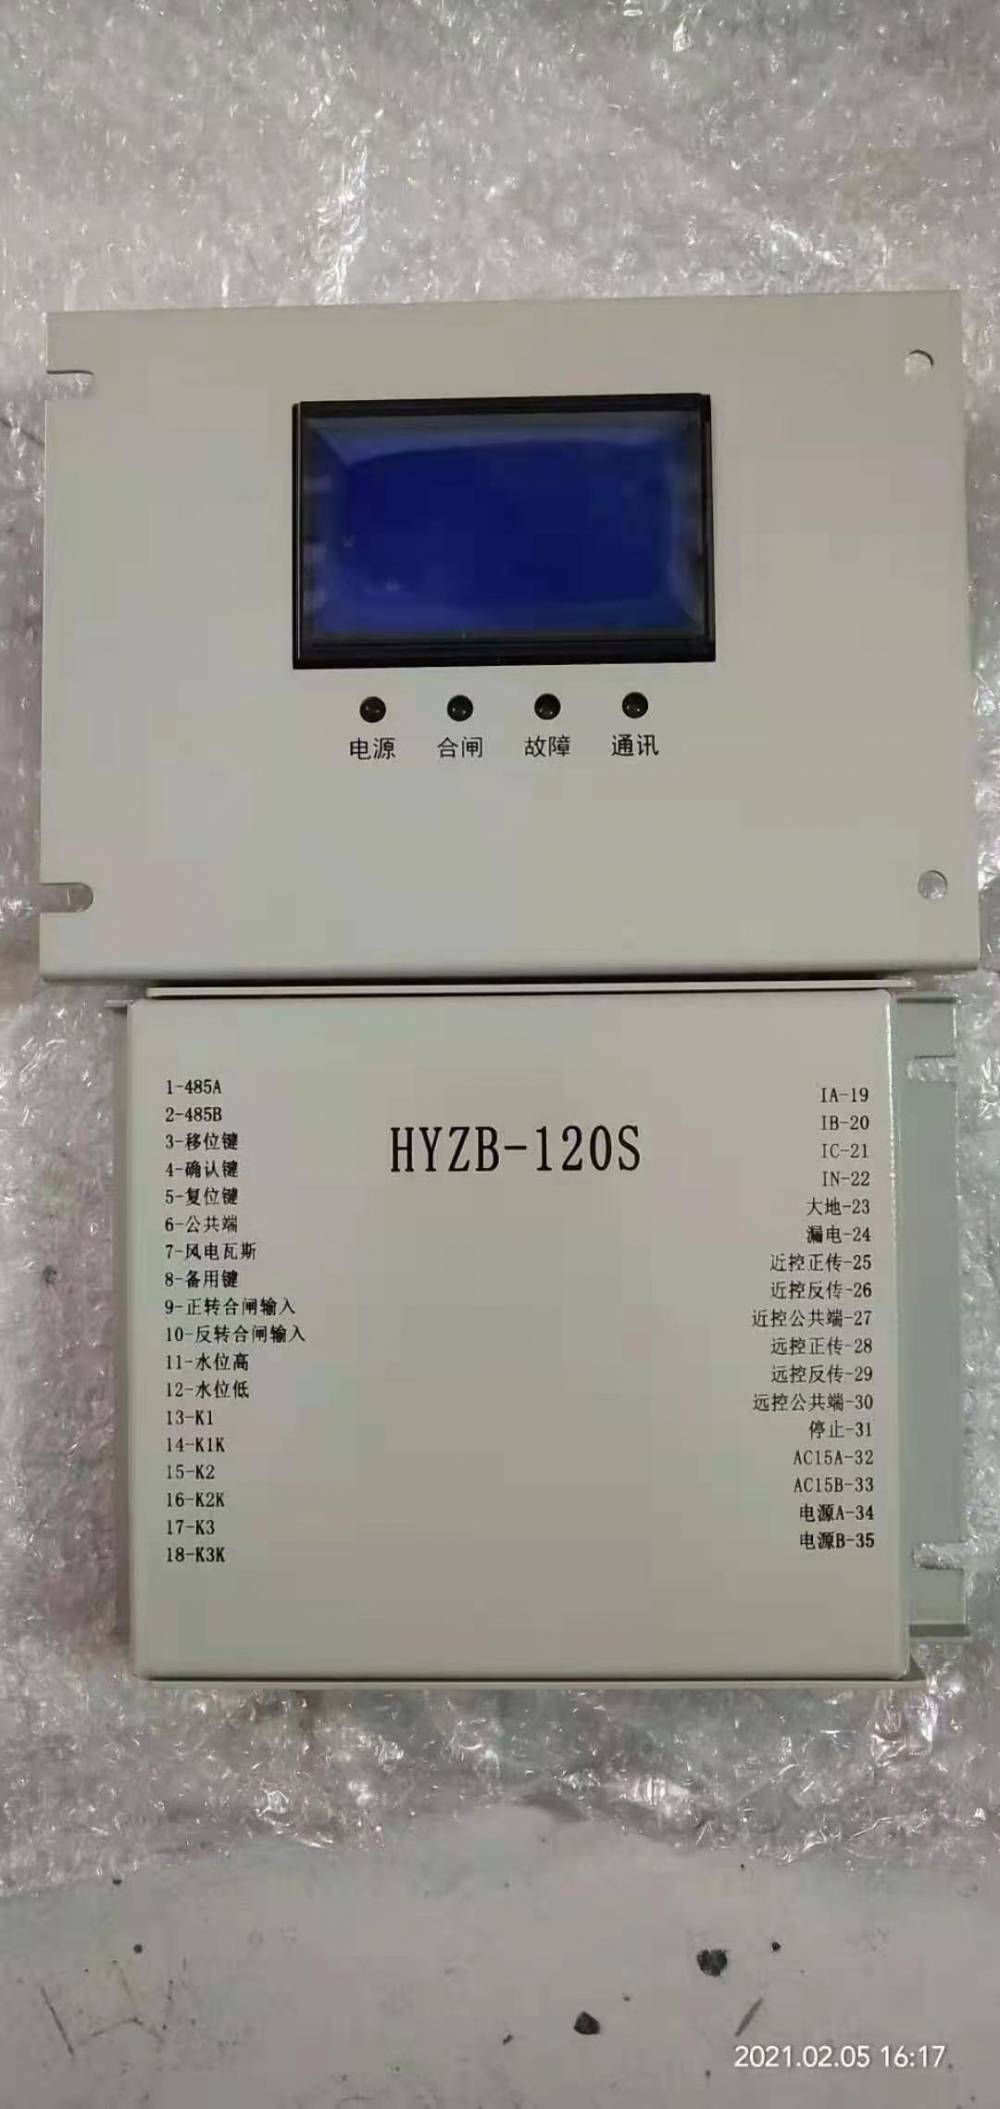 电源 合闸 故障 通讯
HYZB-120S
1-485A
2-485B
3-移位键
4-确认键
5-复位键
6-公共端
7-风电瓦斯
8-备用键
9-正转合闸输入
10-反转合闸输入
11-水位高
12-水位低
13-K1
14-K1K
15-K2
16-K2K
17-K3
18-K3K
IA-19
IB-20
IC-21
IN-22
大地-23
漏电-24
近控正传-25
近控反传-26
近控公共端-27
远控正传-28
远控反传-29
远控公共端-30
停止-31
AC15A-32
AC15B-33
电源A-34
电源B-35
2021.02.05 16:17